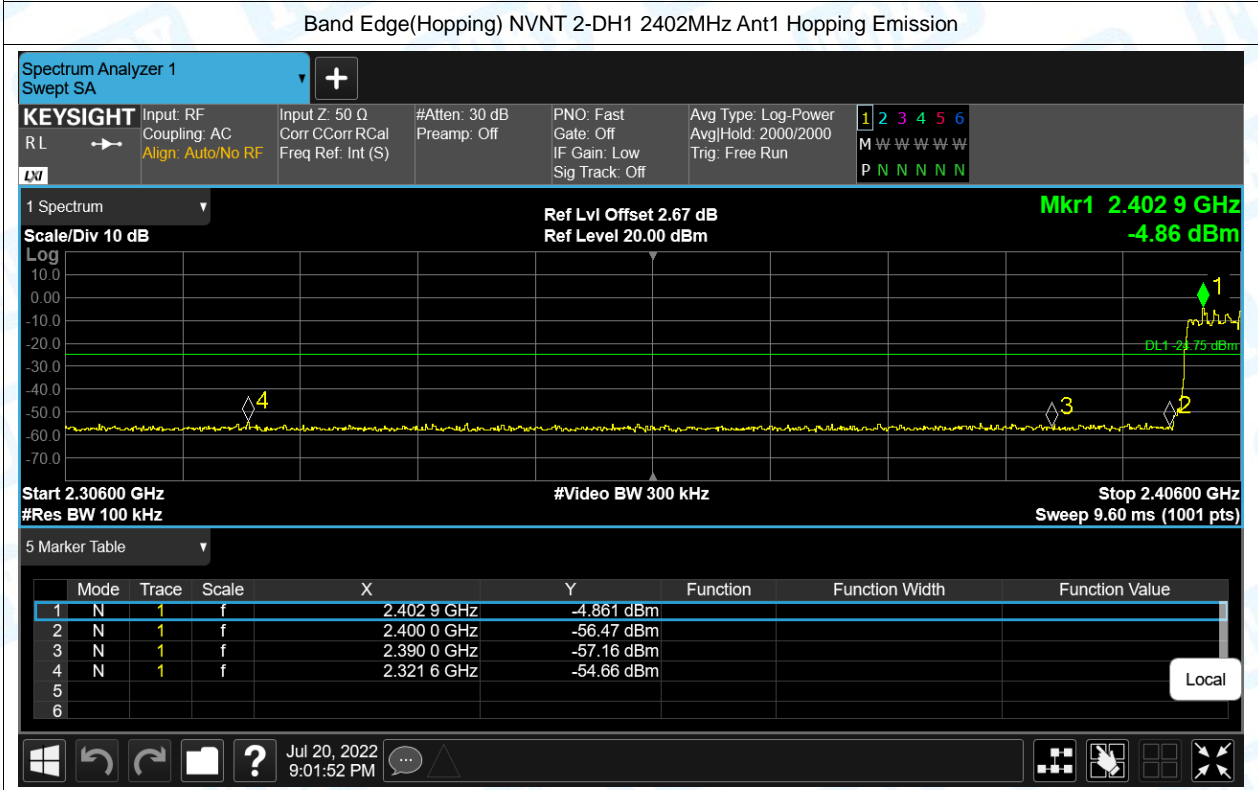 Band Edge(Hopping) NVNT 2-DH1 2402MHz Ant1 Hopping Emission
Spectrum Analyzer 1
Swept SA
KEYSIGHT
R L
LXI
Input: RF
Coupling: AC
Align: Auto/No RF
Input Z: 50 Ω
Corr CCorr RCal
Freq Ref: Int (S)
#Atten: 30 dB
Preamp: Off
PNO: Fast
Gate: Off
IF Gain: Low
Sig Track: Off
Avg Type: Log-Power
Avg|Hold: 2000/2000
Trig: Free Run
1 2 3 4 5 6
M W W W W W
P N N N N N
1 Spectrum
Scale/Div 10 dB
Ref Lvl Offset 2.67 dB
Ref Level 20.00 dBm
Mkr1 2.402 9 GHz
-4.86 dBm
Log
10.0
0.00
-10.0
-20.0
-30.0
-40.0
-50.0
-60.0
-70.0
1
DL1 -24.75 dBm
4
3
2
Start 2.30600 GHz
#Video BW 300 kHz
Stop 2.40600 GHz
#Res BW 100 kHz
Sweep 9.60 ms (1001 pts)
5 Marker Table
Mode Trace Scale X Y Function Function Width Function Value
1 N 1 f 2.402 9 GHz -4.861 dBm
2 N 1 f 2.400 0 GHz -56.47 dBm
3 N 1 f 2.390 0 GHz -57.16 dBm
4 N 1 f 2.321 6 GHz -54.66 dBm
5
6
Local
?
Jul 20, 2022
9:01:52 PM